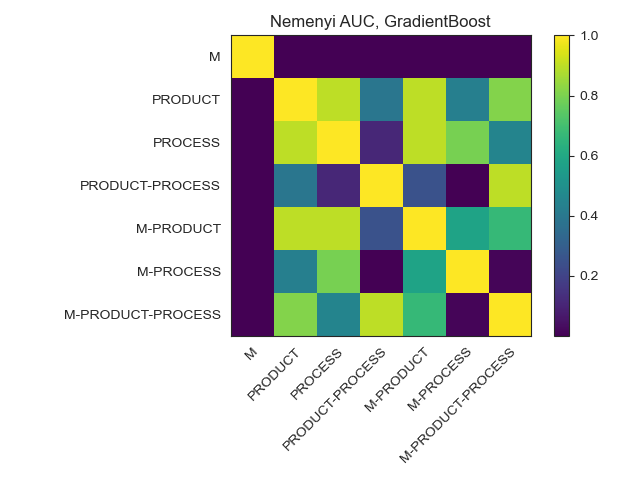 Nemenyi AUC, GradientBoost
M
PRODUCT
PROCESS
PRODUCT-PROCESS
M-PRODUCT
M-PROCESS
M-PRODUCT-PROCESS
M
PRODUCT
PROCESS
PRODUCT-PROCESS
M-PRODUCT
M-PROCESS
M-PRODUCT-PROCESS
1.0
0.8
0.6
0.4
0.2